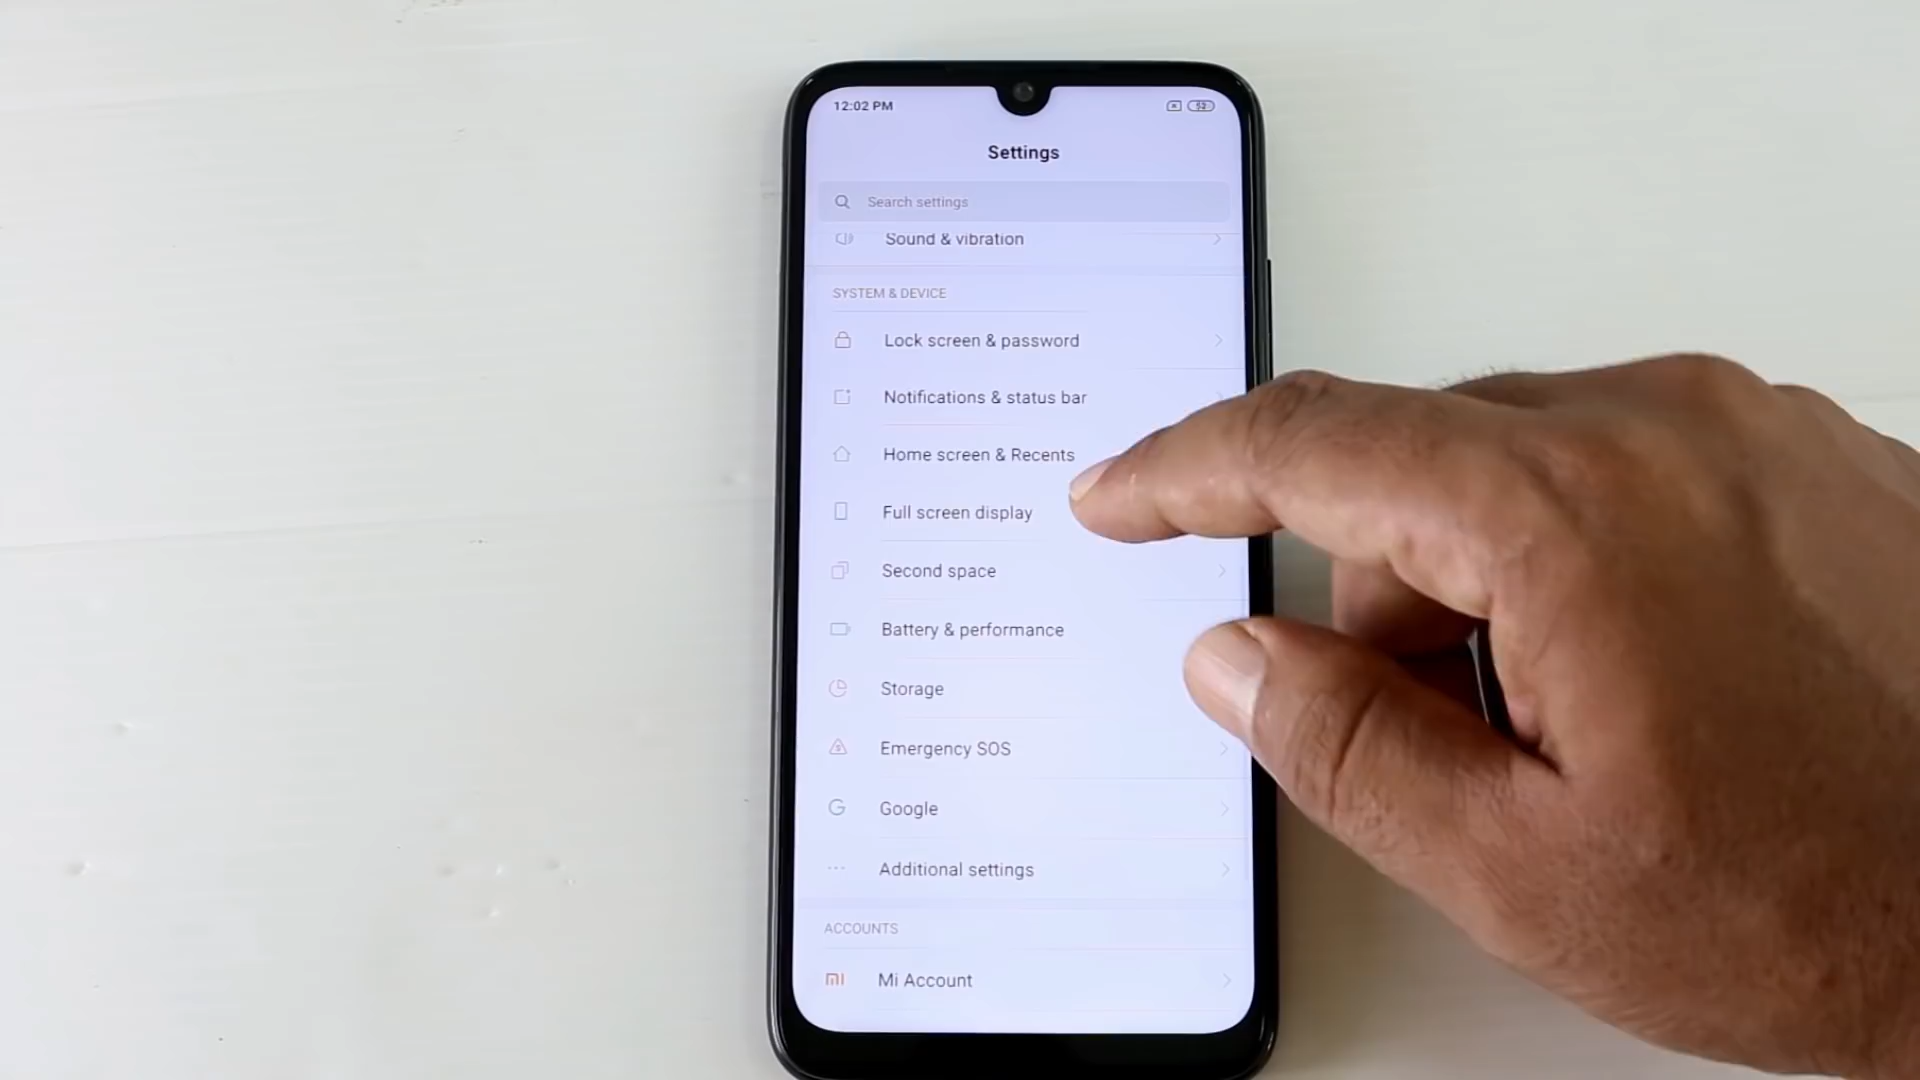 12:02 PM
52
Settings
Search settings
Sound & vibration
SYSTEM & DEVICE
Lock screen & password
Notifications & status bar
Home screen & Recents
Full screen display
Second space
Battery & performance
Storage
Emergency SOS
Google
Additional settings
ACCOUNTS
Mi Account